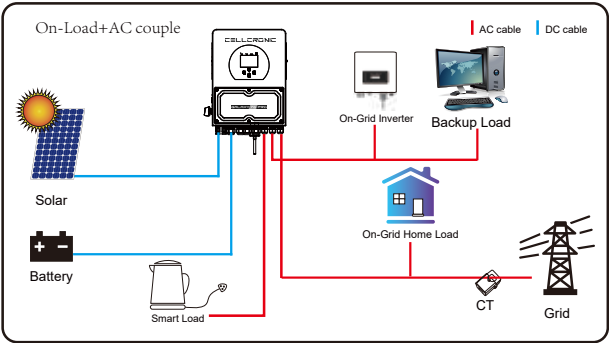 On-Load+AC couple
AC cable
DC cable
CELLCRONIC
On-Grid Inverter
Backup Load
Solar
On-Grid Home Load
Battery
Smart Load
CT
Grid